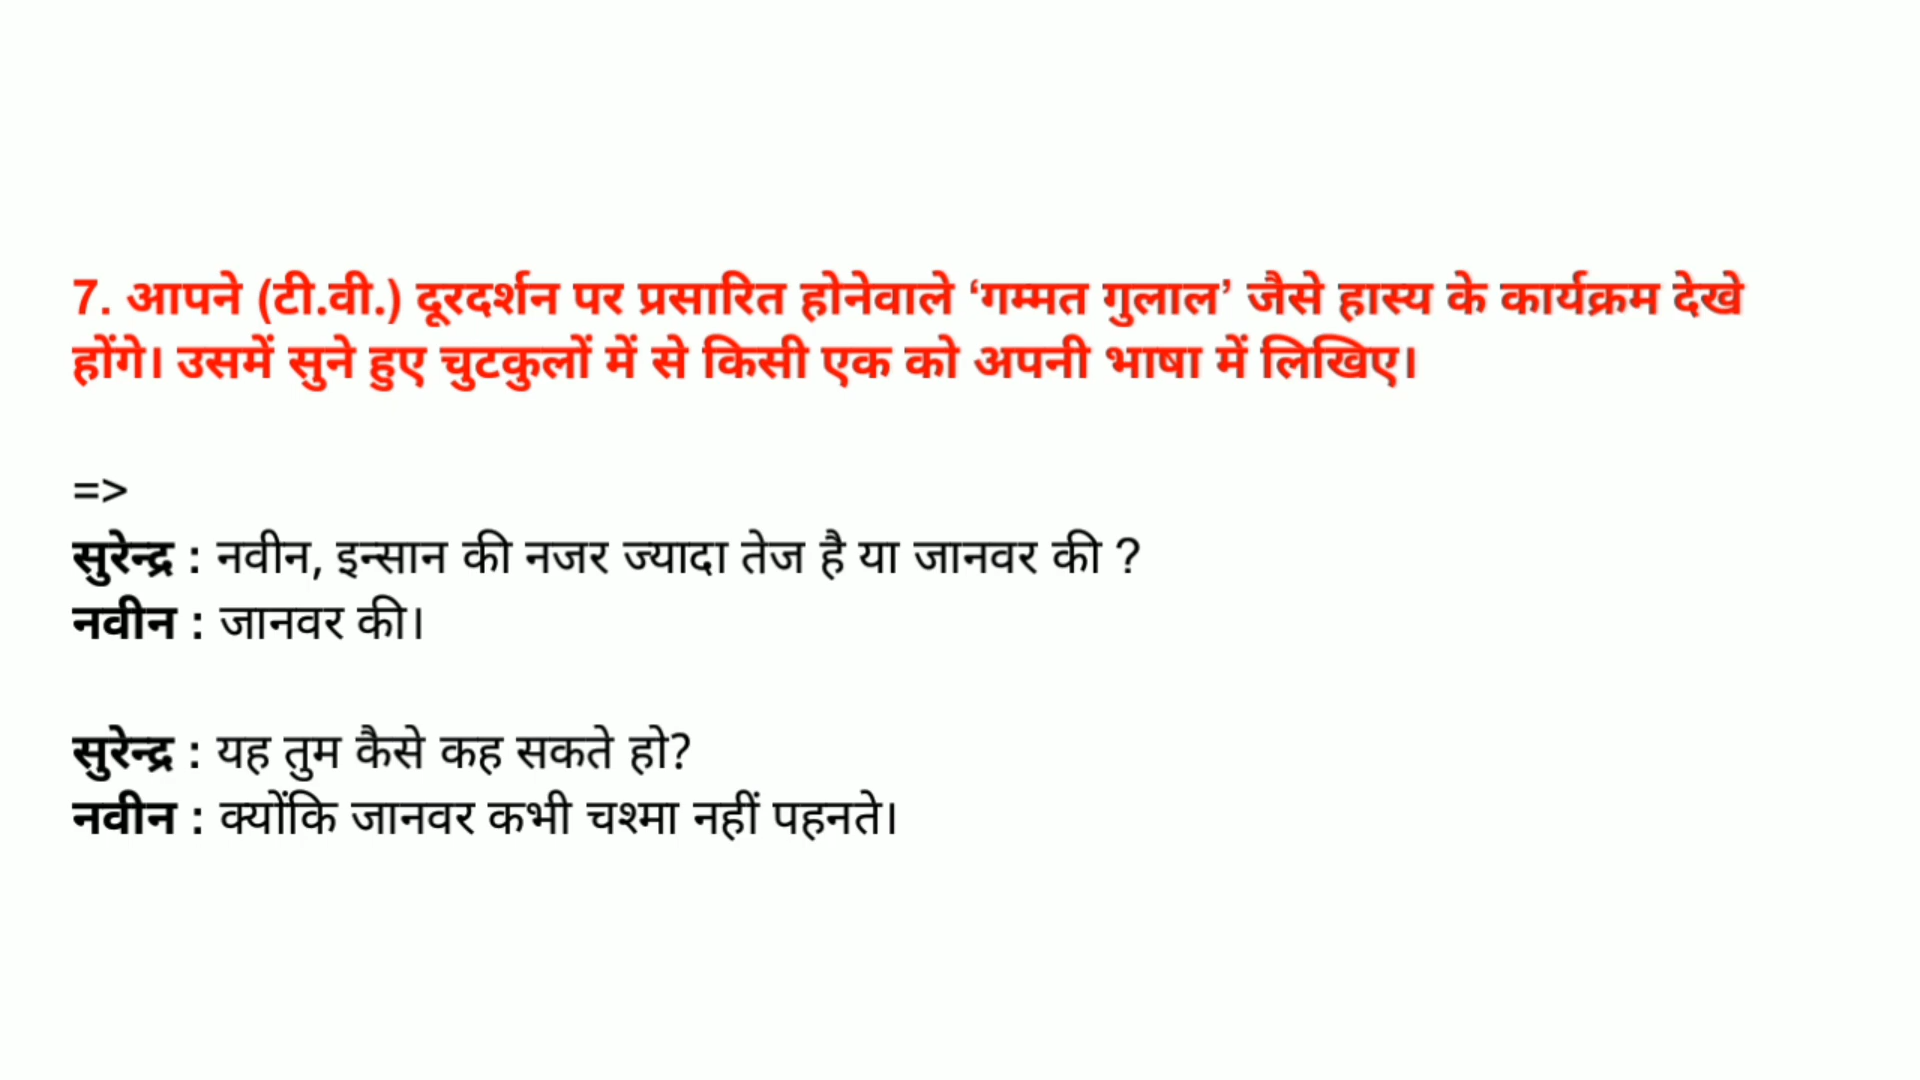 7. आपने (टी.वी.) दूरदर्शन पर प्रसारित होनेवाले ‘गम्मत गुलाल’ जैसे हास्य के कार्यक्रम देखे
होंगे। उसमें सुने हुए चुटकुलों में से किसी एक को अपनी भाषा में लिखिए।
=>
सुरेन्द्र : नवीन, इन्सान की नजर ज्यादा तेज है या जानवर की ?
नवीन : जानवर की।
सुरेन्द्र : यह तुम कैसे कह सकते हो?
नवीन : क्योंकि जानवर कभी चश्मा नहीं पहनते।